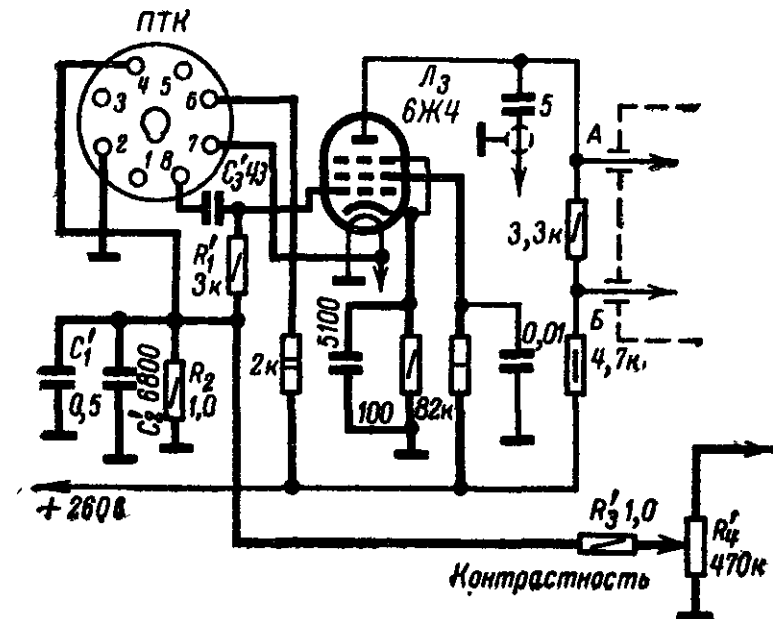 ПТК
4
5
3
6
2
7
1
8
Л3
6Ж4
5
А
C3' 43
R1'
3к
3,3к
Б
C1'
0,5
C2' 6800
R2
1,0
2к
5100
100
82к
0,01
4,7к
+ 260в
R3' 1,0
R4'
470к
Контрастность